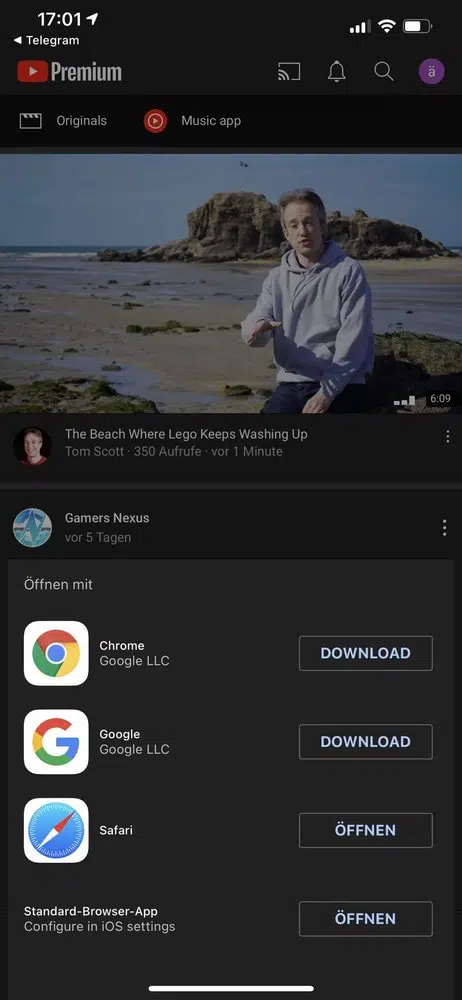 17:01
◀ Telegram
Premium
ä
Originals
Music app
6:09
The Beach Where Lego Keeps Washing Up
Tom Scott · 350 Aufrufe · vor 1 Minute
Gamers Nexus
vor 5 Tagen
Öffnen mit
Chrome
Google LLC
DOWNLOAD
Google
Google LLC
DOWNLOAD
Safari
ÖFFNEN
Standard-Browser-App
Configure in iOS settings
ÖFFNEN